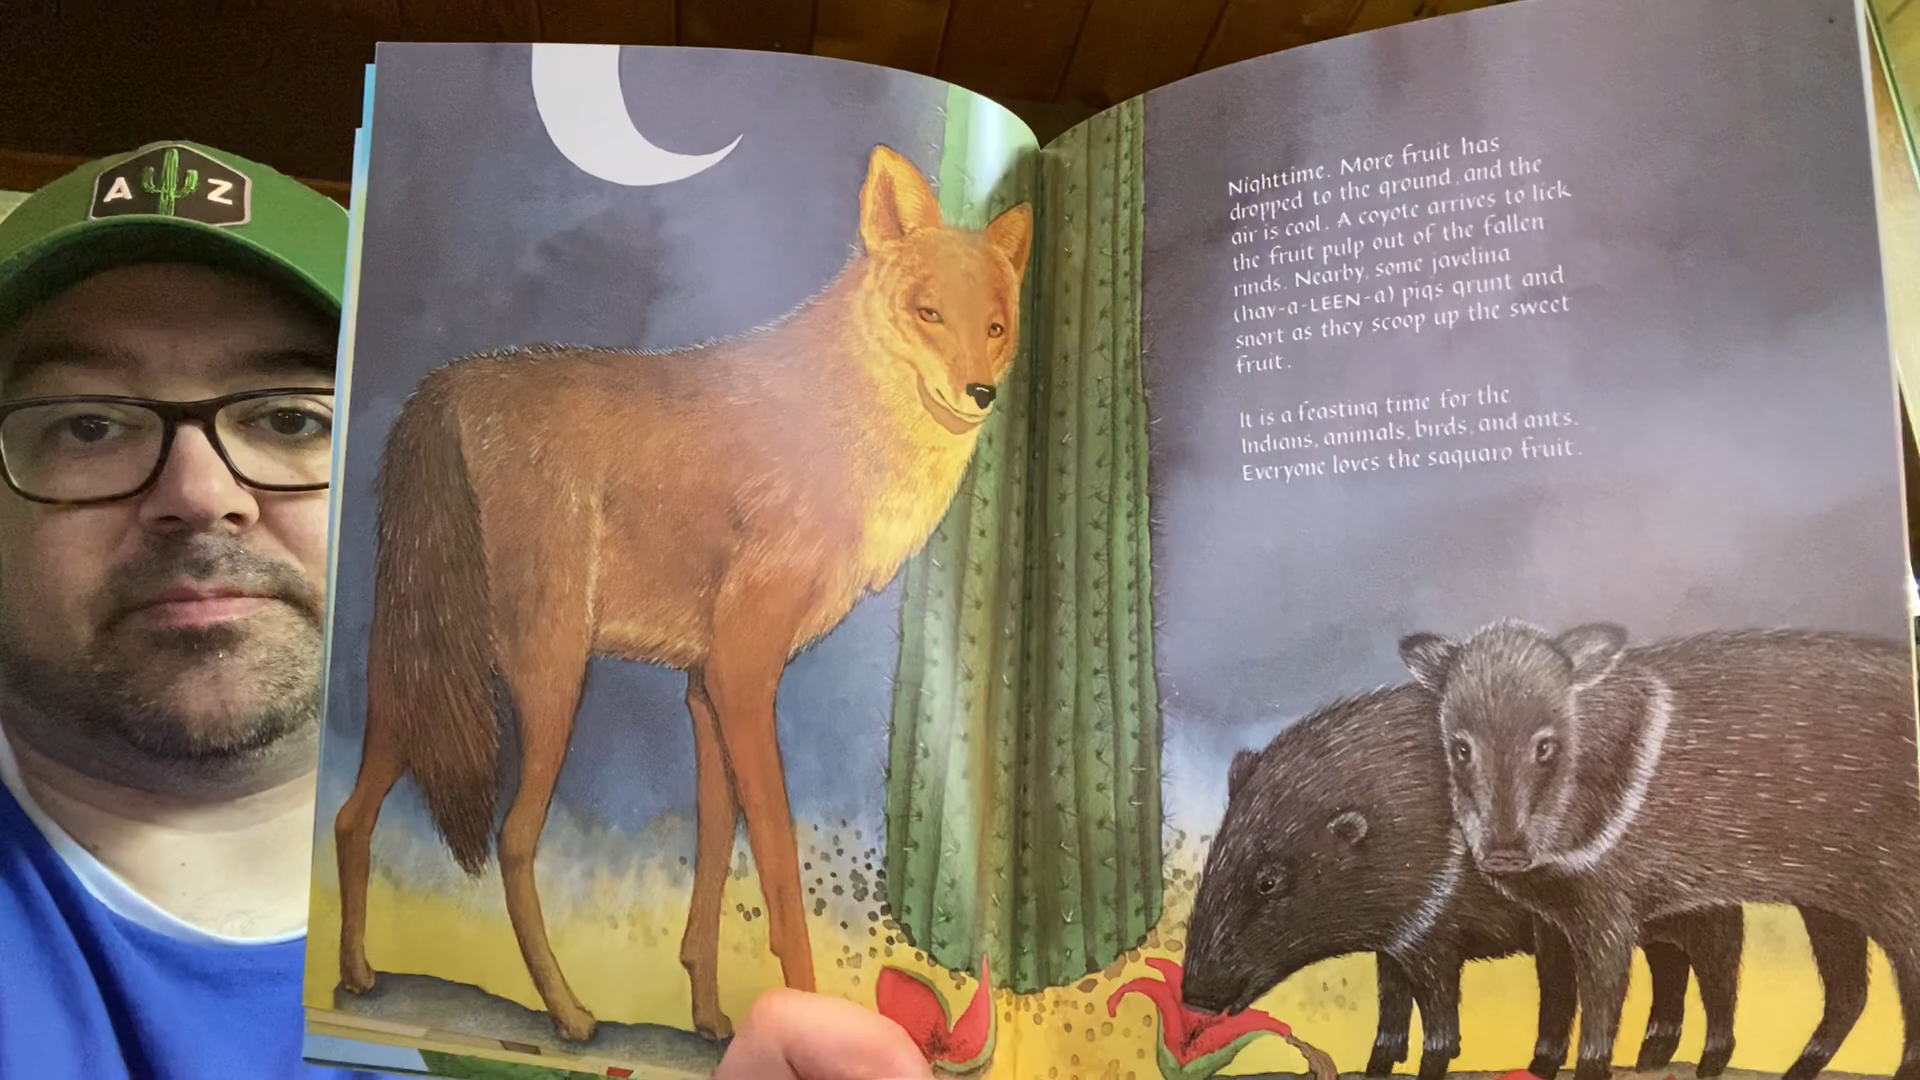 A Z
Nighttime. More fruit has
dropped to the ground, and the
air is cool. A coyote arrives to lick
the fruit pulp out of the fallen
rinds. Nearby, some javelina
(hav-a-LEEN-a) pigs grunt and
snort as they scoop up the sweet
fruit.
It is a feasting time for the
Indians, animals, birds, and ants.
Everyone loves the saguaro fruit.